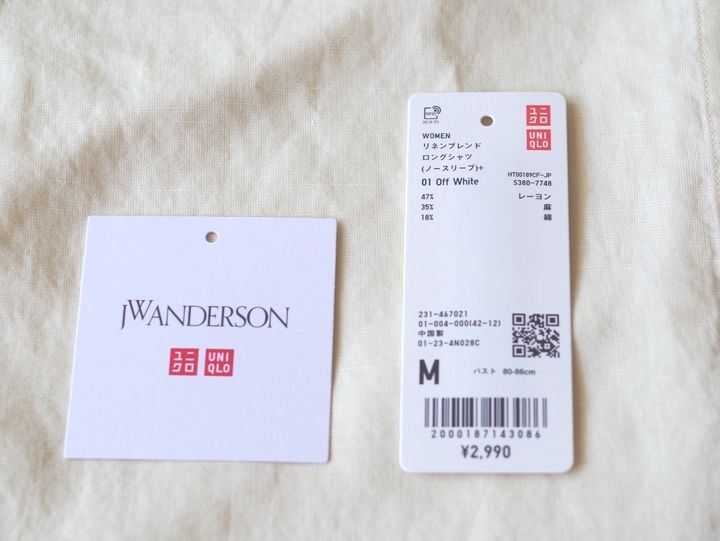 JWANDERSON
ユニ
クロ
UNI
QLO
ユニ
クロ
UNI
QLO
WOMEN
リネンブレンド
ロングシャツ
(ノースリーブ)+
01 Off White
HT00189CF-JP
S380-7748
47% レーヨン
35% 麻
18% 綿
231-467021
01-004-000(42-12)
中国製
01-23-4N028C
M バスト 80-86cm
2000187143086
¥2,990